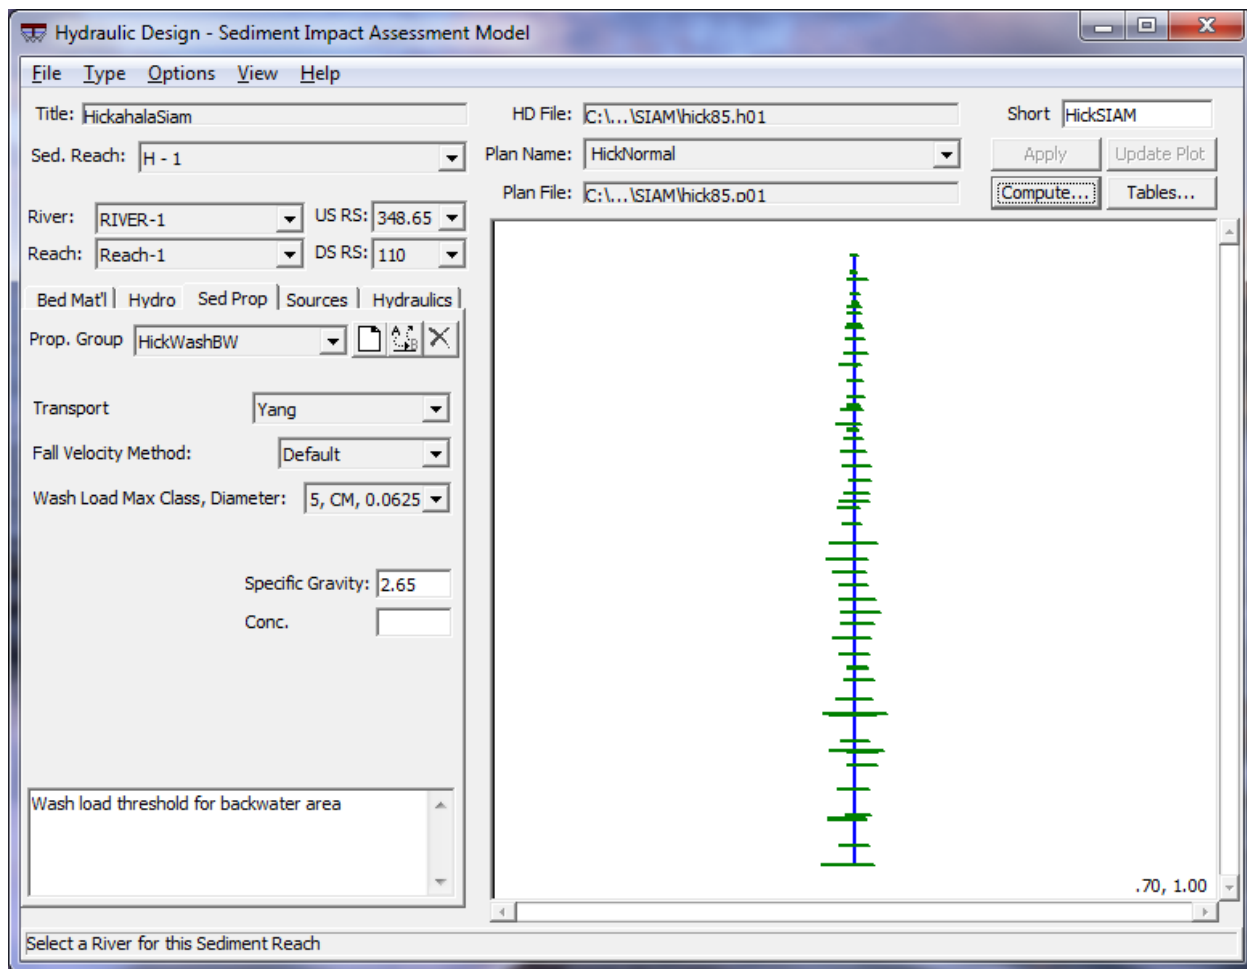 Hydraulic Design - Sediment Impact Assessment Model
File Type Options View Help
Title: HickahalaSiam HD File: C:\...\SIAM\hick85.h01 Short HickSIAM
Sed. Reach: H - 1 Plan Name: HickNormal Apply Update Plot
Plan File: C:\...\SIAM\hick85.p01 Compute... Tables...
River: RIVER-1 US RS: 348.65
Reach: Reach-1 DS RS: 110
Bed Mat'l Hydro Sed Prop Sources Hydraulics
Prop. Group HickWashBW
Transport Yang
Fall Velocity Method: Default
Wash Load Max Class, Diameter: 5, CM, 0.0625
Specific Gravity: 2.65
Conc.
Wash load threshold for backwater area
.70, 1.00
Select a River for this Sediment Reach